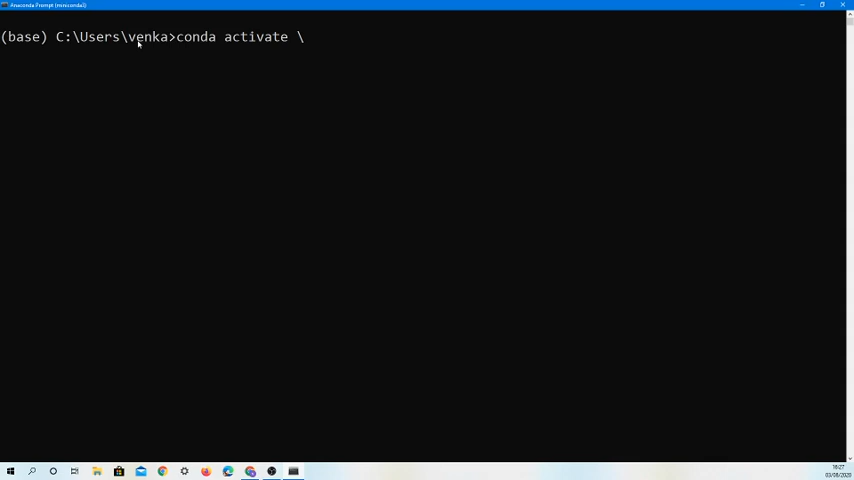 Anaconda Prompt (miniconda3)
(base) C:\Users\venka>conda activate \
16:27
03/08/2020